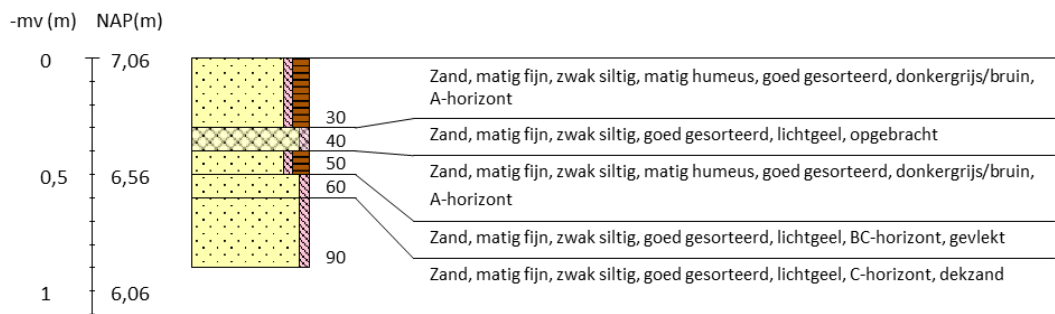 -mv (m) NAP(m)
0 7,06
Zand, matig fijn, zwak siltig, matig humeus, goed gesorteerd, donkergrijs/bruin,
A-horizont
30
40
Zand, matig fijn, zwak siltig, goed gesorteerd, lichtgeel, opgebracht
50
Zand, matig fijn, zwak siltig, matig humeus, goed gesorteerd, donkergrijs/bruin,
0,5 6,56
60
A-horizont
Zand, matig fijn, zwak siltig, goed gesorteerd, lichtgeel, BC-horizont, gevlekt
90
Zand, matig fijn, zwak siltig, goed gesorteerd, lichtgeel, C-horizont, dekzand
1 6,06